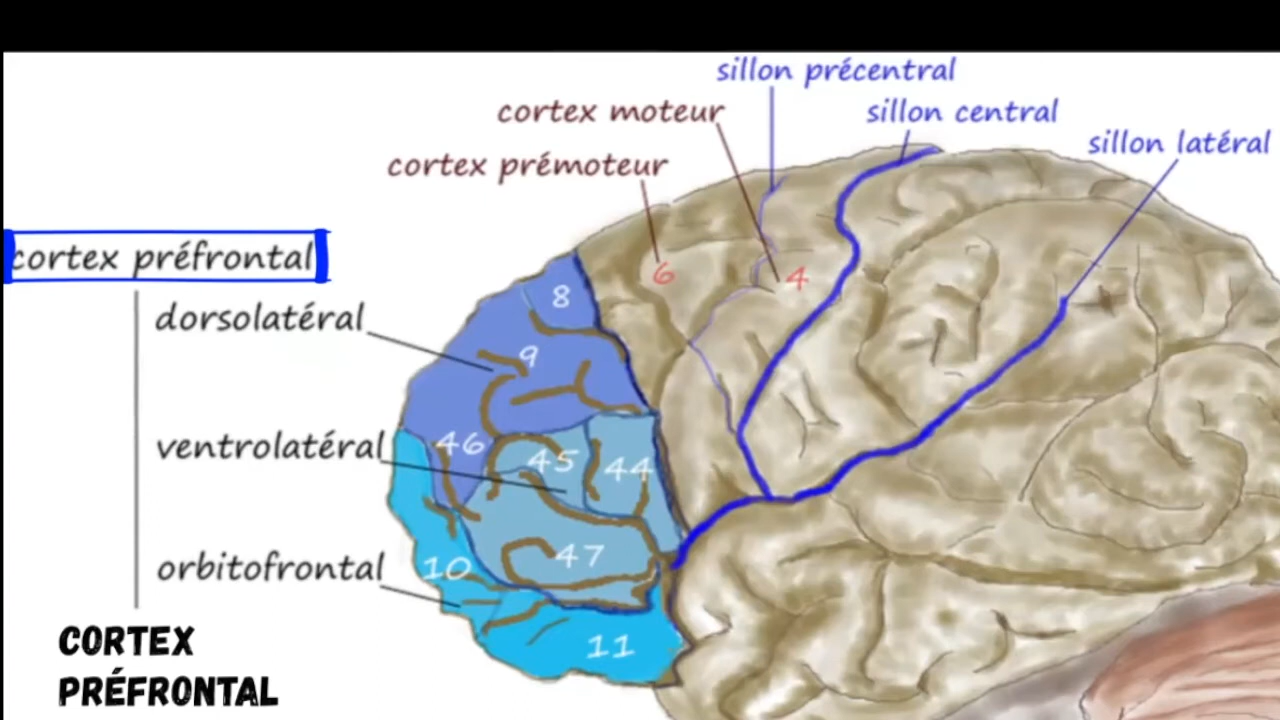 sillon précentral
cortex moteur
sillon central
sillon latéral
cortex prémoteur
cortex préfrontal
6
4
8
dorsolatéral
9
ventrolatéral
46
45
44
47
orbitofrontal
10
11
CORTEX
PRÉFRONTAL